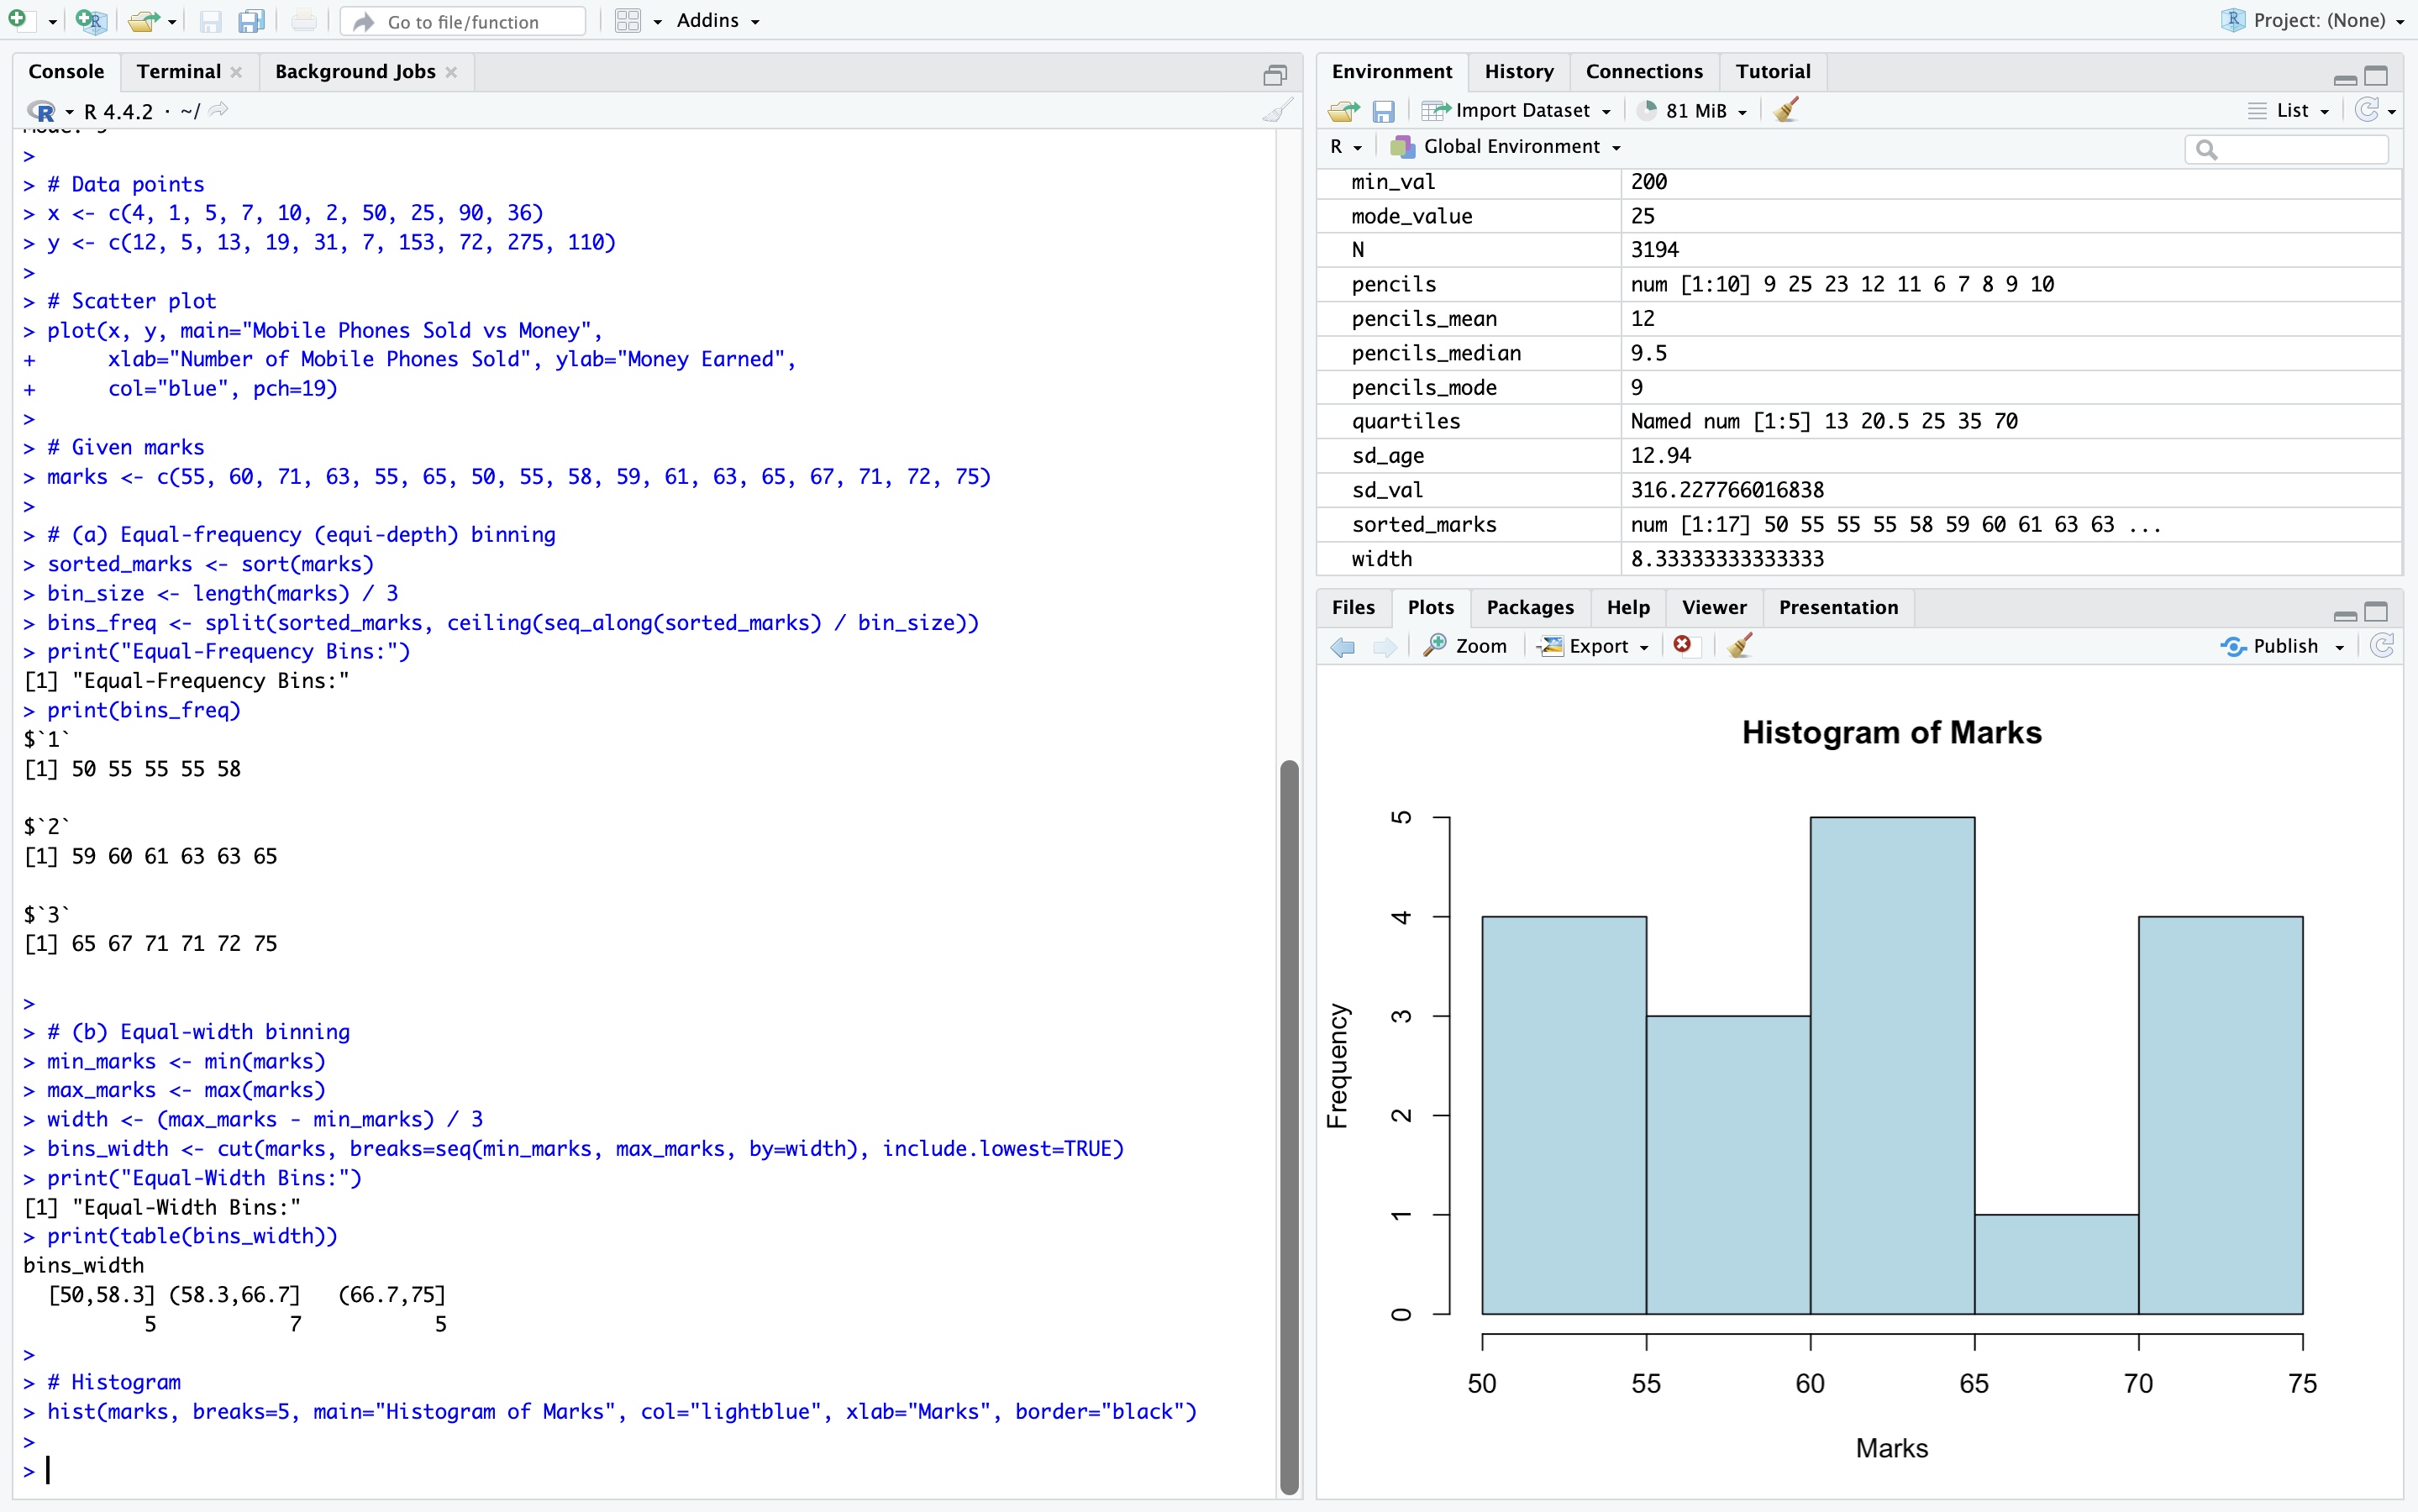 Go to file/function
Addins
Project: (None)
Console
Terminal
Background Jobs
R 4.4.2 · ~/
>
> # Data points
> x <- c(4, 1, 5, 7, 10, 2, 50, 25, 90, 36)
> y <- c(12, 5, 13, 19, 31, 7, 153, 72, 275, 110)
>
> # Scatter plot
> plot(x, y, main="Mobile Phones Sold vs Money",
+      xlab="Number of Mobile Phones Sold", ylab="Money Earned",
+      col="blue", pch=19)
>
> # Given marks
> marks <- c(55, 60, 71, 63, 55, 65, 50, 55, 58, 59, 61, 63, 65, 67, 71, 72, 75)
>
> # (a) Equal-frequency (equi-depth) binning
> sorted_marks <- sort(marks)
> bin_size <- length(marks) / 3
> bins_freq <- split(sorted_marks, ceiling(seq_along(sorted_marks) / bin_size))
> print("Equal-Frequency Bins:")
[1] "Equal-Frequency Bins:"
> print(bins_freq)
$`1`
[1] 50 55 55 55 58
$`2`
[1] 59 60 61 63 63 65
$`3`
[1] 65 67 71 71 72 75
>
> # (b) Equal-width binning
> min_marks <- min(marks)
> max_marks <- max(marks)
> width <- (max_marks - min_marks) / 3
> bins_width <- cut(marks, breaks=seq(min_marks, max_marks, by=width), include.lowest=TRUE)
> print("Equal-Width Bins:")
[1] "Equal-Width Bins:"
> print(table(bins_width))
bins_width
  [50,58.3] (58.3,66.7]   (66.7,75]
          5           7           5
>
> # Histogram
> hist(marks, breaks=5, main="Histogram of Marks", col="lightblue", xlab="Marks", border="black")
>
>
Environment
History
Connections
Tutorial
Import Dataset
81 MiB
List
R
Global Environment
min_val 200
mode_value 25
N 3194
pencils num [1:10] 9 25 23 12 11 6 7 8 9 10
pencils_mean 12
pencils_median 9.5
pencils_mode 9
quartiles Named num [1:5] 13 20.5 25 35 70
sd_age 12.94
sd_val 316.227766016838
sorted_marks num [1:17] 50 55 55 55 58 59 60 61 63 63 ...
width 8.33333333333333
Files
Plots
Packages
Help
Viewer
Presentation
Zoom
Export
Publish
Histogram of Marks
Frequency
5
4
3
2
1
0
50 55 60 65 70 75
Marks